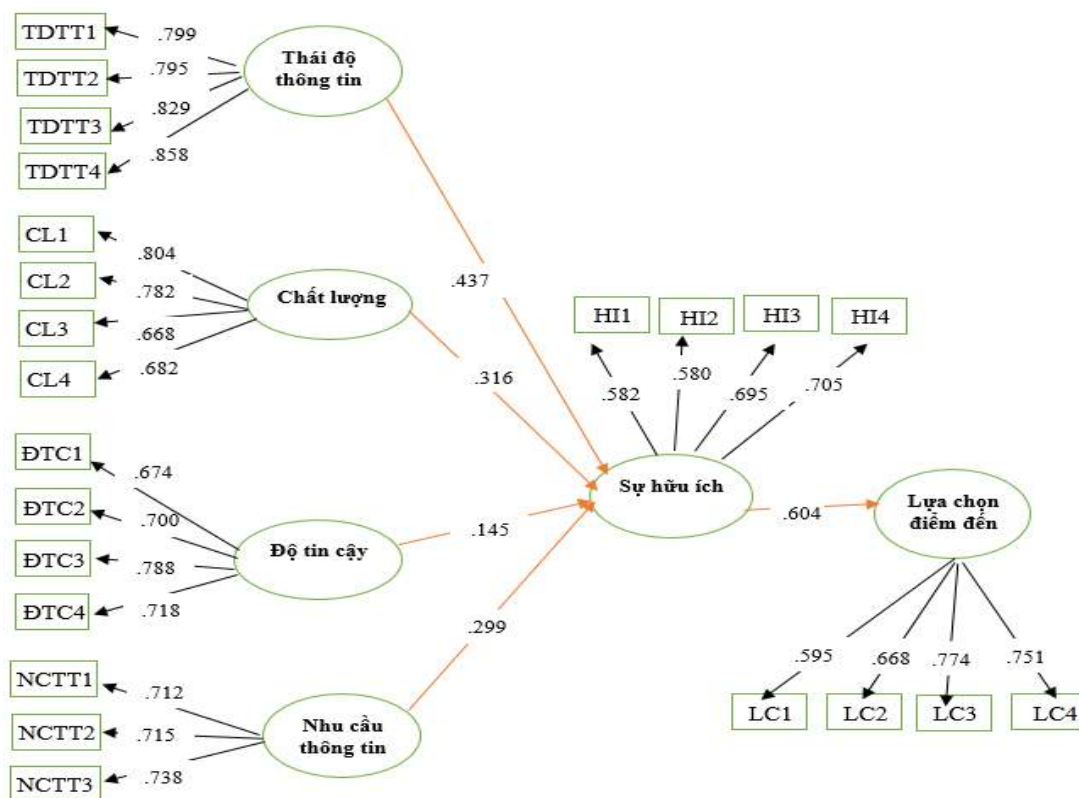 TDTT1
.799
TDTT2
.795
TDTT3
.829
TDTT4
.858
Thái độ
thông tin
CL1
.804
CL2
.782
CL3
.668
CL4
.682
Chất lượng
ĐTC1
.674
ĐTC2
.700
ĐTC3
.788
ĐTC4
.718
Độ tin cậy
NCTT1
.712
NCTT2
.715
NCTT3
.738
Nhu cầu
thông tin
.437
.316
.145
.299
HI1
HI2
HI3
HI4
.582
.580
.695
.705
Sự hữu ích
.604
Lựa chọn
điểm đến
.595
.668
.774
.751
LC1
LC2
LC3
LC4